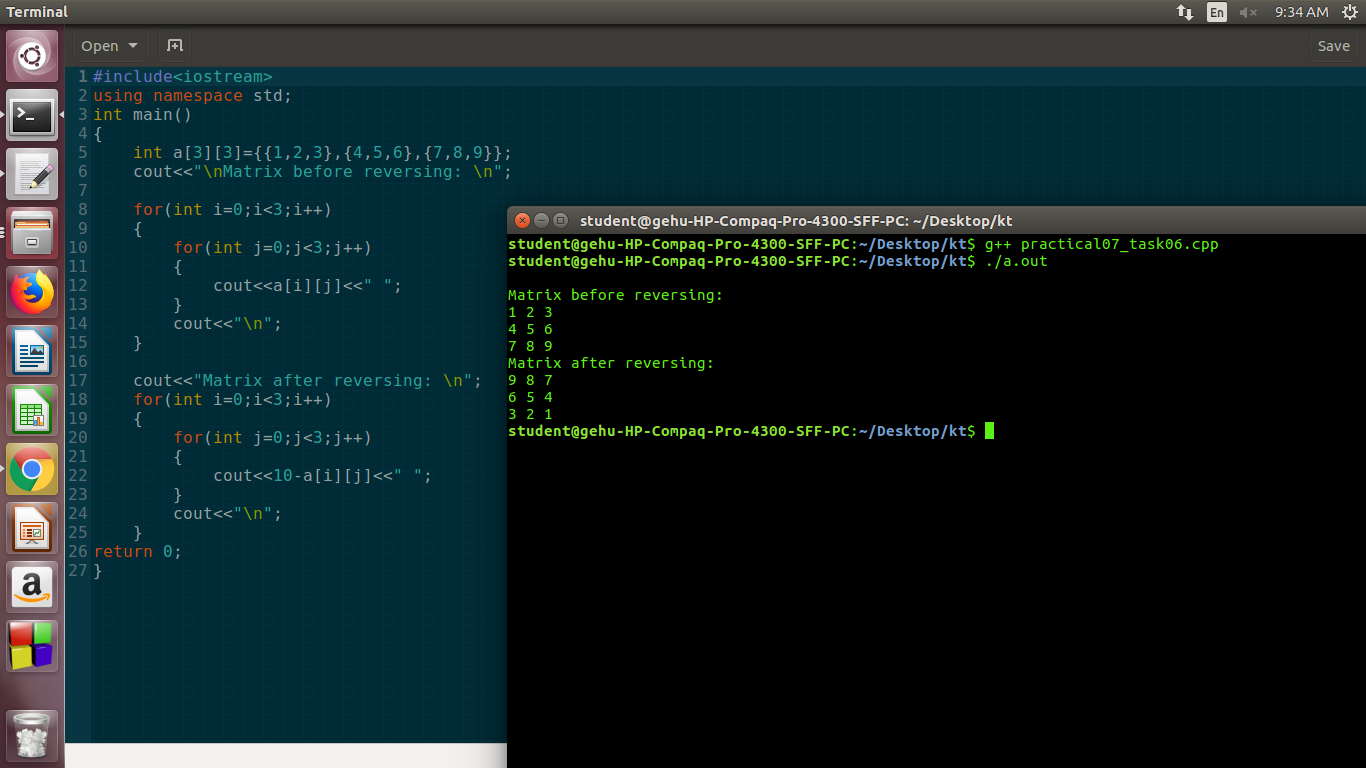 Terminal
En
9:34 AM
Open
Save
1 #include<iostream>
2 using namespace std;
3 int main()
4 {
5     int a[3][3]={{1,2,3},{4,5,6},{7,8,9}};
6     cout<<"\nMatrix before reversing: \n";
7
8     for(int i=0;i<3;i++)
9     {
10         for(int j=0;j<3;j++)
11         {
12             cout<<a[i][j]<<" ";
13         }
14         cout<<"\n";
15     }
16
17     cout<<"Matrix after reversing: \n";
18     for(int i=0;i<3;i++)
19     {
20         for(int j=0;j<3;j++)
21         {
22             cout<<10-a[i][j]<<" ";
23         }
24         cout<<"\n";
25     }
26 return 0;
27 }
student@gehu-HP-Compaq-Pro-4300-SFF-PC: ~/Desktop/kt
student@gehu-HP-Compaq-Pro-4300-SFF-PC:~/Desktop/kt$ g++ practical07_task06.cpp
student@gehu-HP-Compaq-Pro-4300-SFF-PC:~/Desktop/kt$ ./a.out
Matrix before reversing:
1 2 3
4 5 6
7 8 9
Matrix after reversing:
9 8 7
6 5 4
3 2 1
student@gehu-HP-Compaq-Pro-4300-SFF-PC:~/Desktop/kt$
a